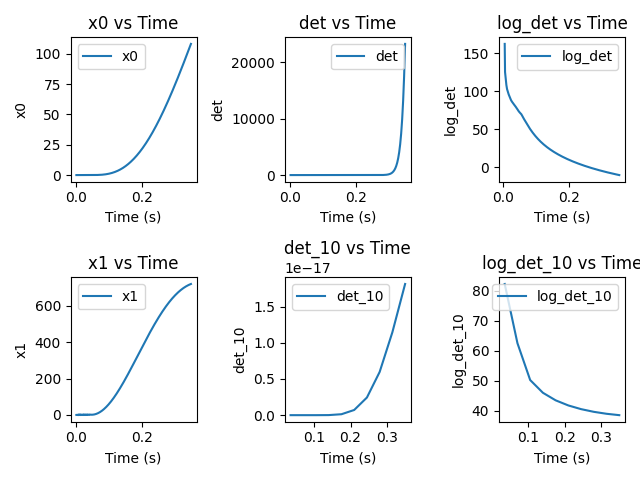 x0 vs Time
x0
100
75
50
25
0
0.0
0.2
Time (s)
x0
det vs Time
det
20000
10000
0
0.0
0.2
Time (s)
det
log_det vs Time
log_det
150
100
50
0
0.0
0.2
Time (s)
log_det
x1 vs Time
x1
600
400
200
0
0.0
0.2
Time (s)
x1
det_10 vs Time
1e−17
det_10
1.5
1.0
0.5
0.0
0.1
0.2
0.3
Time (s)
det_10
log_det_10 vs Time
log_det_10
80
70
60
50
40
0.1
0.2
0.3
Time (s)
log_det_10